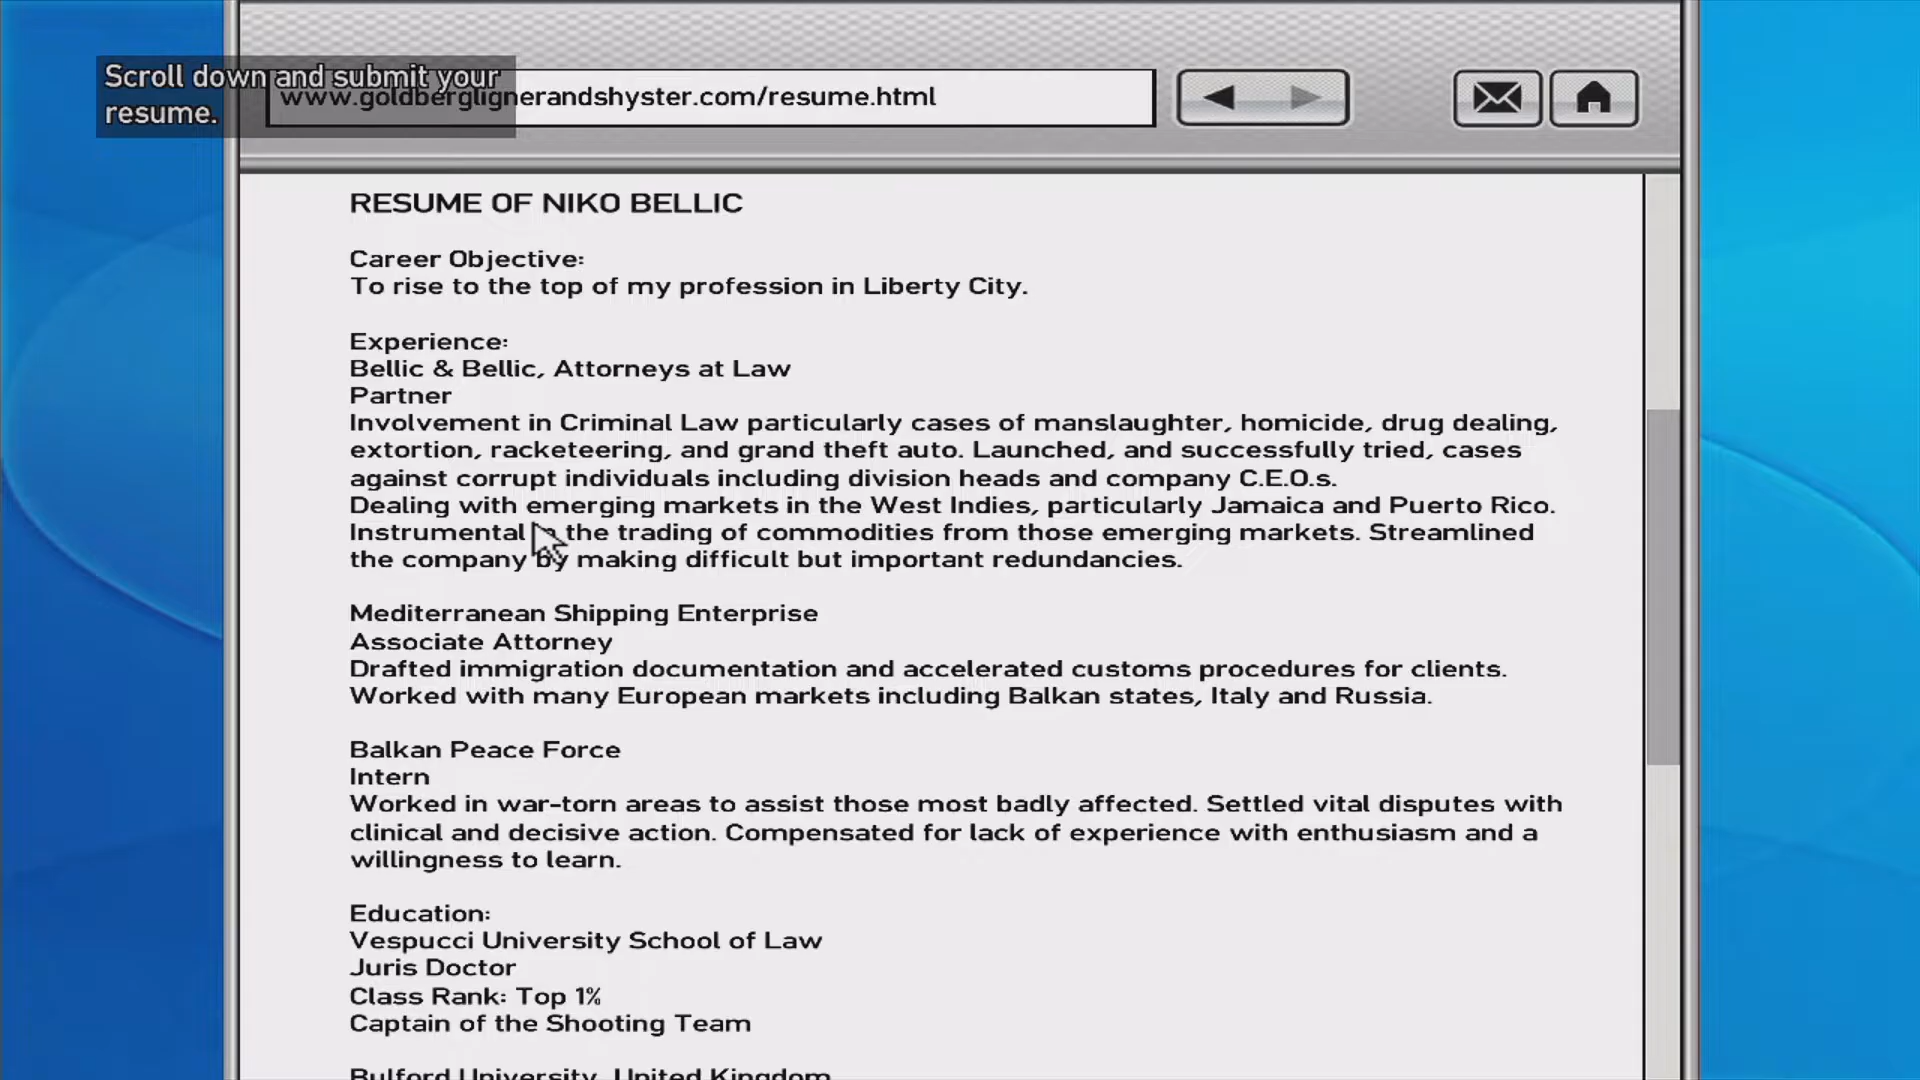 Scroll down and submit your
resume.
www.goldberglignerandshyster.com/resume.html
RESUME OF NIKO BELLIC
Career Objective:
To rise to the top of my profession in Liberty City.
Experience:
Bellic & Bellic, Attorneys at Law
Partner
Involvement in Criminal Law particularly cases of manslaughter, homicide, drug dealing,
extortion, racketeering, and grand theft auto. Launched, and successfully tried, cases
against corrupt individuals including division heads and company C.E.O.s.
Dealing with emerging markets in the West Indies, particularly Jamaica and Puerto Rico.
Instrumental in the trading of commodities from those emerging markets. Streamlined
the company by making difficult but important redundancies.
Mediterranean Shipping Enterprise
Associate Attorney
Drafted immigration documentation and accelerated customs procedures for clients.
Worked with many European markets including Balkan states, Italy and Russia.
Balkan Peace Force
Intern
Worked in war-torn areas to assist those most badly affected. Settled vital disputes with
clinical and decisive action. Compensated for lack of experience with enthusiasm and a
willingness to learn.
Education:
Vespucci University School of Law
Juris Doctor
Class Rank: Top 1%
Captain of the Shooting Team
Bulford University, United Kingdom